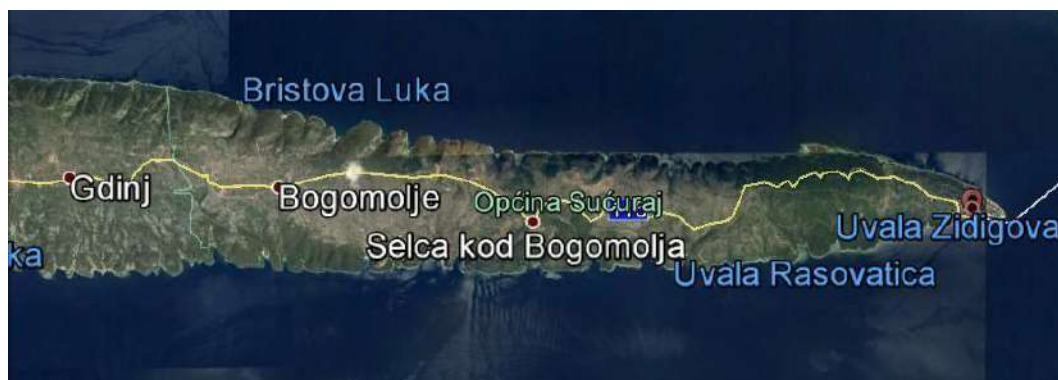 Bristova Luka
Gdinj
Bogomolje
Općina Sućuraj
Selca kod Bogomolja
Uvala Zidigova
ka
Uvala Rasovatica